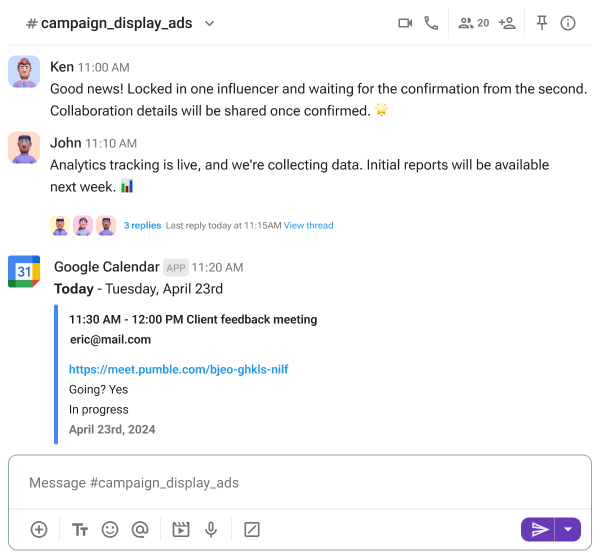 # campaign_display_ads
20
Ken 11:00 AM
Good news! Locked in one influencer and waiting for the confirmation from the second.
Collaboration details will be shared once confirmed.
John 11:10 AM
Analytics tracking is live, and we're collecting data. Initial reports will be available
next week.
3 replies Last reply today at 11:15AM View thread
31
Google Calendar APP 11:20 AM
Today - Tuesday, April 23rd
11:30 AM - 12:00 PM Client feedback meeting
eric@mail.com
https://meet.pumble.com/bjeo-ghkls-nilf
Going? Yes
In progress
April 23rd, 2024
Message #campaign_display_ads
TT